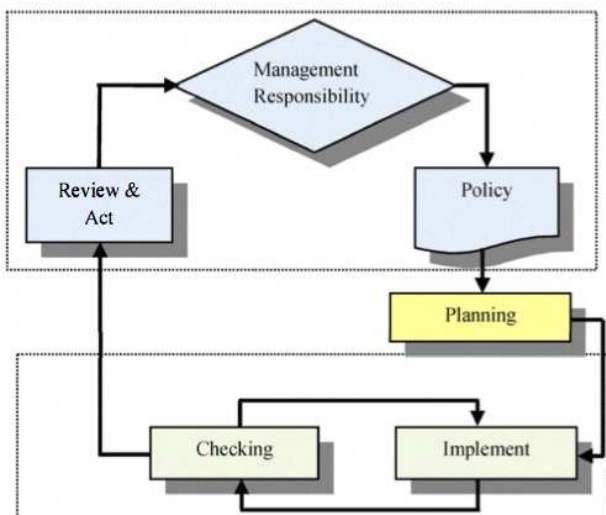 Management
Responsibility
Review &
Act
Policy
Planning
Checking
Implement